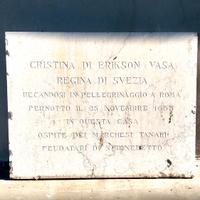 CRISTINA DI ERIKSON VASA
REGINA DI SVEZIA
RECANDOSI IN PELLEGRINAGGIO A ROMA
PERNOTTÒ IL 25 NOVEMBRE 1655
IN QUESTA CASA
OSPITE DEI MARCHESI TANARI
FEUDATARI DI S. BENEDETTO